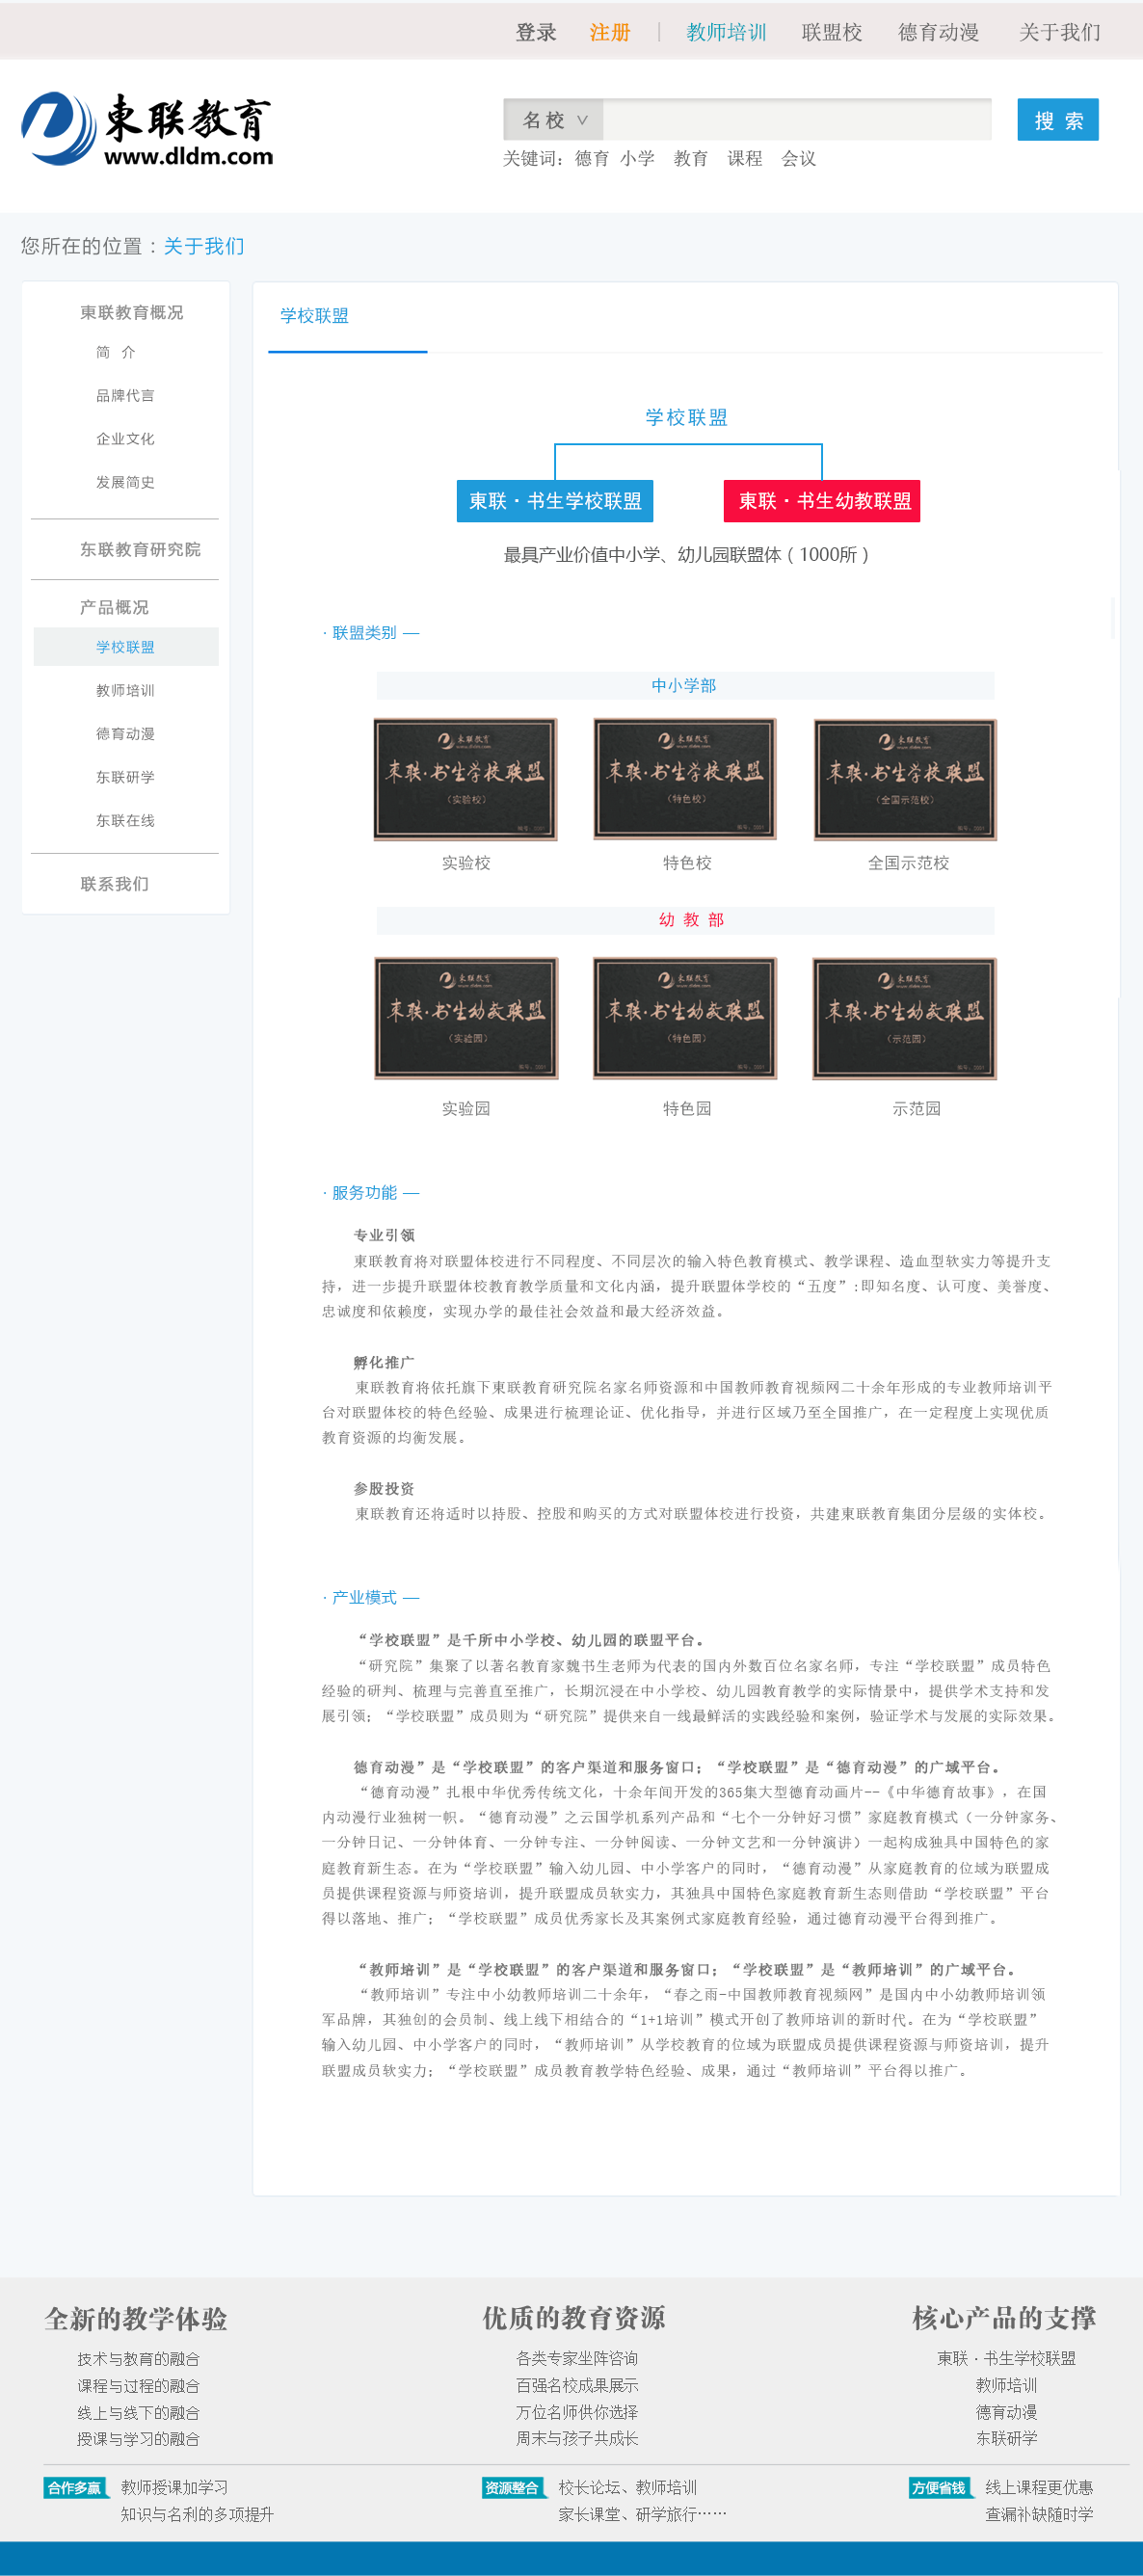 登录 注册 | 教师培训 联盟校 德育动漫 关于我们
東联教育
www.dldm.com
名校 搜索
关键词：德育 小学 教育 课程 会议
您所在的位置：关于我们
東联教育概况
简 介
品牌代言
企业文化
发展简史
东联教育研究院
产品概况
学校联盟
教师培训
德育动漫
东联研学
东联在线
联系我们
学校联盟
学校联盟
東联·书生学校联盟 東联·书生幼教联盟
最具产业价值中小学、幼儿园联盟体（1000所）
· 联盟类别 —
中小学部
東联教育 東联教育 東联教育
www.dldm.com www.dldm.com www.dldm.com
東联·书生学校联盟 東联·书生学校联盟 東联·书生学校联盟
（实验校） （特色校） （全国示范校）
实验校 特色校 全国示范校
幼 教 部
東联教育 東联教育 東联教育
www.dldm.com www.dldm.com www.dldm.com
東联·书生幼教联盟 東联·书生幼教联盟 東联·书生幼教联盟
（实验园） （特色园） （示范园）
实验园 特色园 示范园
· 服务功能 —
专业引领
東联教育将对联盟体校进行不同程度、不同层次的输入特色教育模式、教学课程、造血型软实力等提升支
持，进一步提升联盟体校教育教学质量和文化内涵，提升联盟体学校的“五度”:即知名度、认可度、美誉度、
忠诚度和依赖度，实现办学的最佳社会效益和最大经济效益。
孵化推广
東联教育将依托旗下東联教育研究院名家名师资源和中国教师教育视频网二十余年形成的专业教师培训平
台对联盟体校的特色经验、成果进行梳理论证、优化指导，并进行区域乃至全国推广，在一定程度上实现优质
教育资源的均衡发展。
参股投资
東联教育还将适时以持股、控股和购买的方式对联盟体校进行投资，共建東联教育集团分层级的实体校。
· 产业模式 —
“学校联盟”是千所中小学校、幼儿园的联盟平台。
“研究院”集聚了以著名教育家魏书生老师为代表的国内外数百位名家名师，专注“学校联盟”成员特色
经验的研判、梳理与完善直至推广，长期沉浸在中小学校、幼儿园教育教学的实际情景中，提供学术支持和发
展引领；“学校联盟”成员则为“研究院”提供来自一线最鲜活的实践经验和案例，验证学术与发展的实际效果。
德育动漫”是“学校联盟”的客户渠道和服务窗口；“学校联盟”是“德育动漫”的广域平台。
“德育动漫”扎根中华优秀传统文化，十余年间开发的365集大型德育动画片--《中华德育故事》，在国
内动漫行业独树一帜。“德育动漫”之云国学机系列产品和“七个一分钟好习惯”家庭教育模式（一分钟家务、
一分钟日记、一分钟体育、一分钟专注、一分钟阅读、一分钟文艺和一分钟演讲）一起构成独具中国特色的家
庭教育新生态。在为“学校联盟”输入幼儿园、中小学客户的同时，“德育动漫”从家庭教育的位域为联盟成
员提供课程资源与师资培训，提升联盟成员软实力，其独具中国特色家庭教育新生态则借助“学校联盟”平台
得以落地、推广；“学校联盟”成员优秀家长及其案例式家庭教育经验，通过德育动漫平台得到推广。
“教师培训”是“学校联盟”的客户渠道和服务窗口；“学校联盟”是“教师培训”的广域平台。
“教师培训”专注中小幼教师培训二十余年，“春之雨-中国教师教育视频网”是国内中小幼教师培训领
军品牌，其独创的会员制、线上线下相结合的“1+1培训”模式开创了教师培训的新时代。在为“学校联盟”
输入幼儿园、中小学客户的同时，“教师培训”从学校教育的位域为联盟成员提供课程资源与师资培训，提升
联盟成员软实力；“学校联盟”成员教育教学特色经验、成果，通过“教师培训”平台得以推广。
全新的教学体验 优质的教育资源 核心产品的支撑
技术与教育的融合 各类专家坐阵咨询 東联·书生学校联盟
课程与过程的融合 百强名校成果展示 教师培训
线上与线下的融合 万位名师供你选择 德育动漫
授课与学习的融合 周末与孩子共成长 东联研学
合作多赢 教师授课加学习 资源整合 校长论坛、教师培训 方便省钱 线上课程更优惠
知识与名利的多项提升 家长课堂、研学旅行…… 查漏补缺随时学